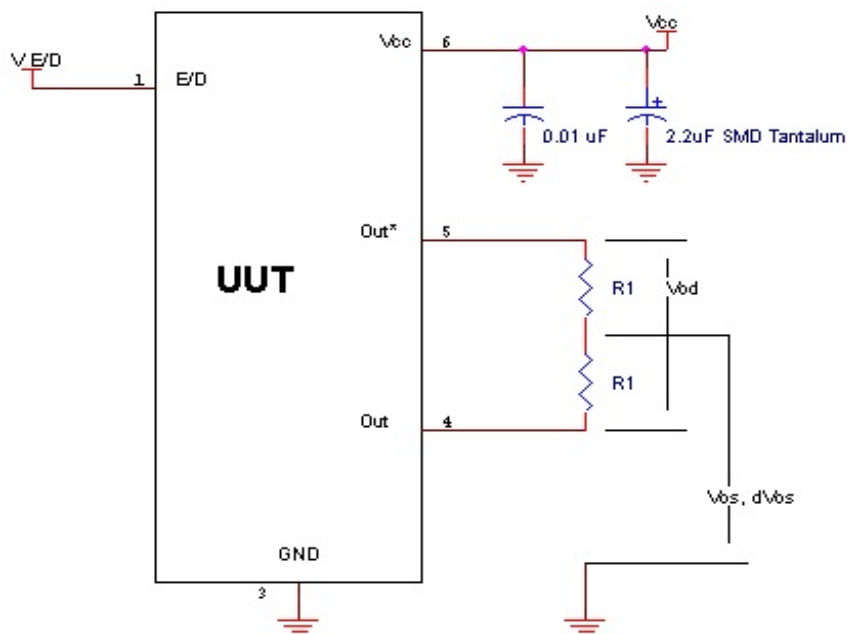 Vcc
Vcc 6
V E/D
1 E/D
0.01 uF
+
2.2uF SMD Tantalum
Out* 5
UUT
R1
Vod
R1
Out 4
Vos, dVos
GND
3